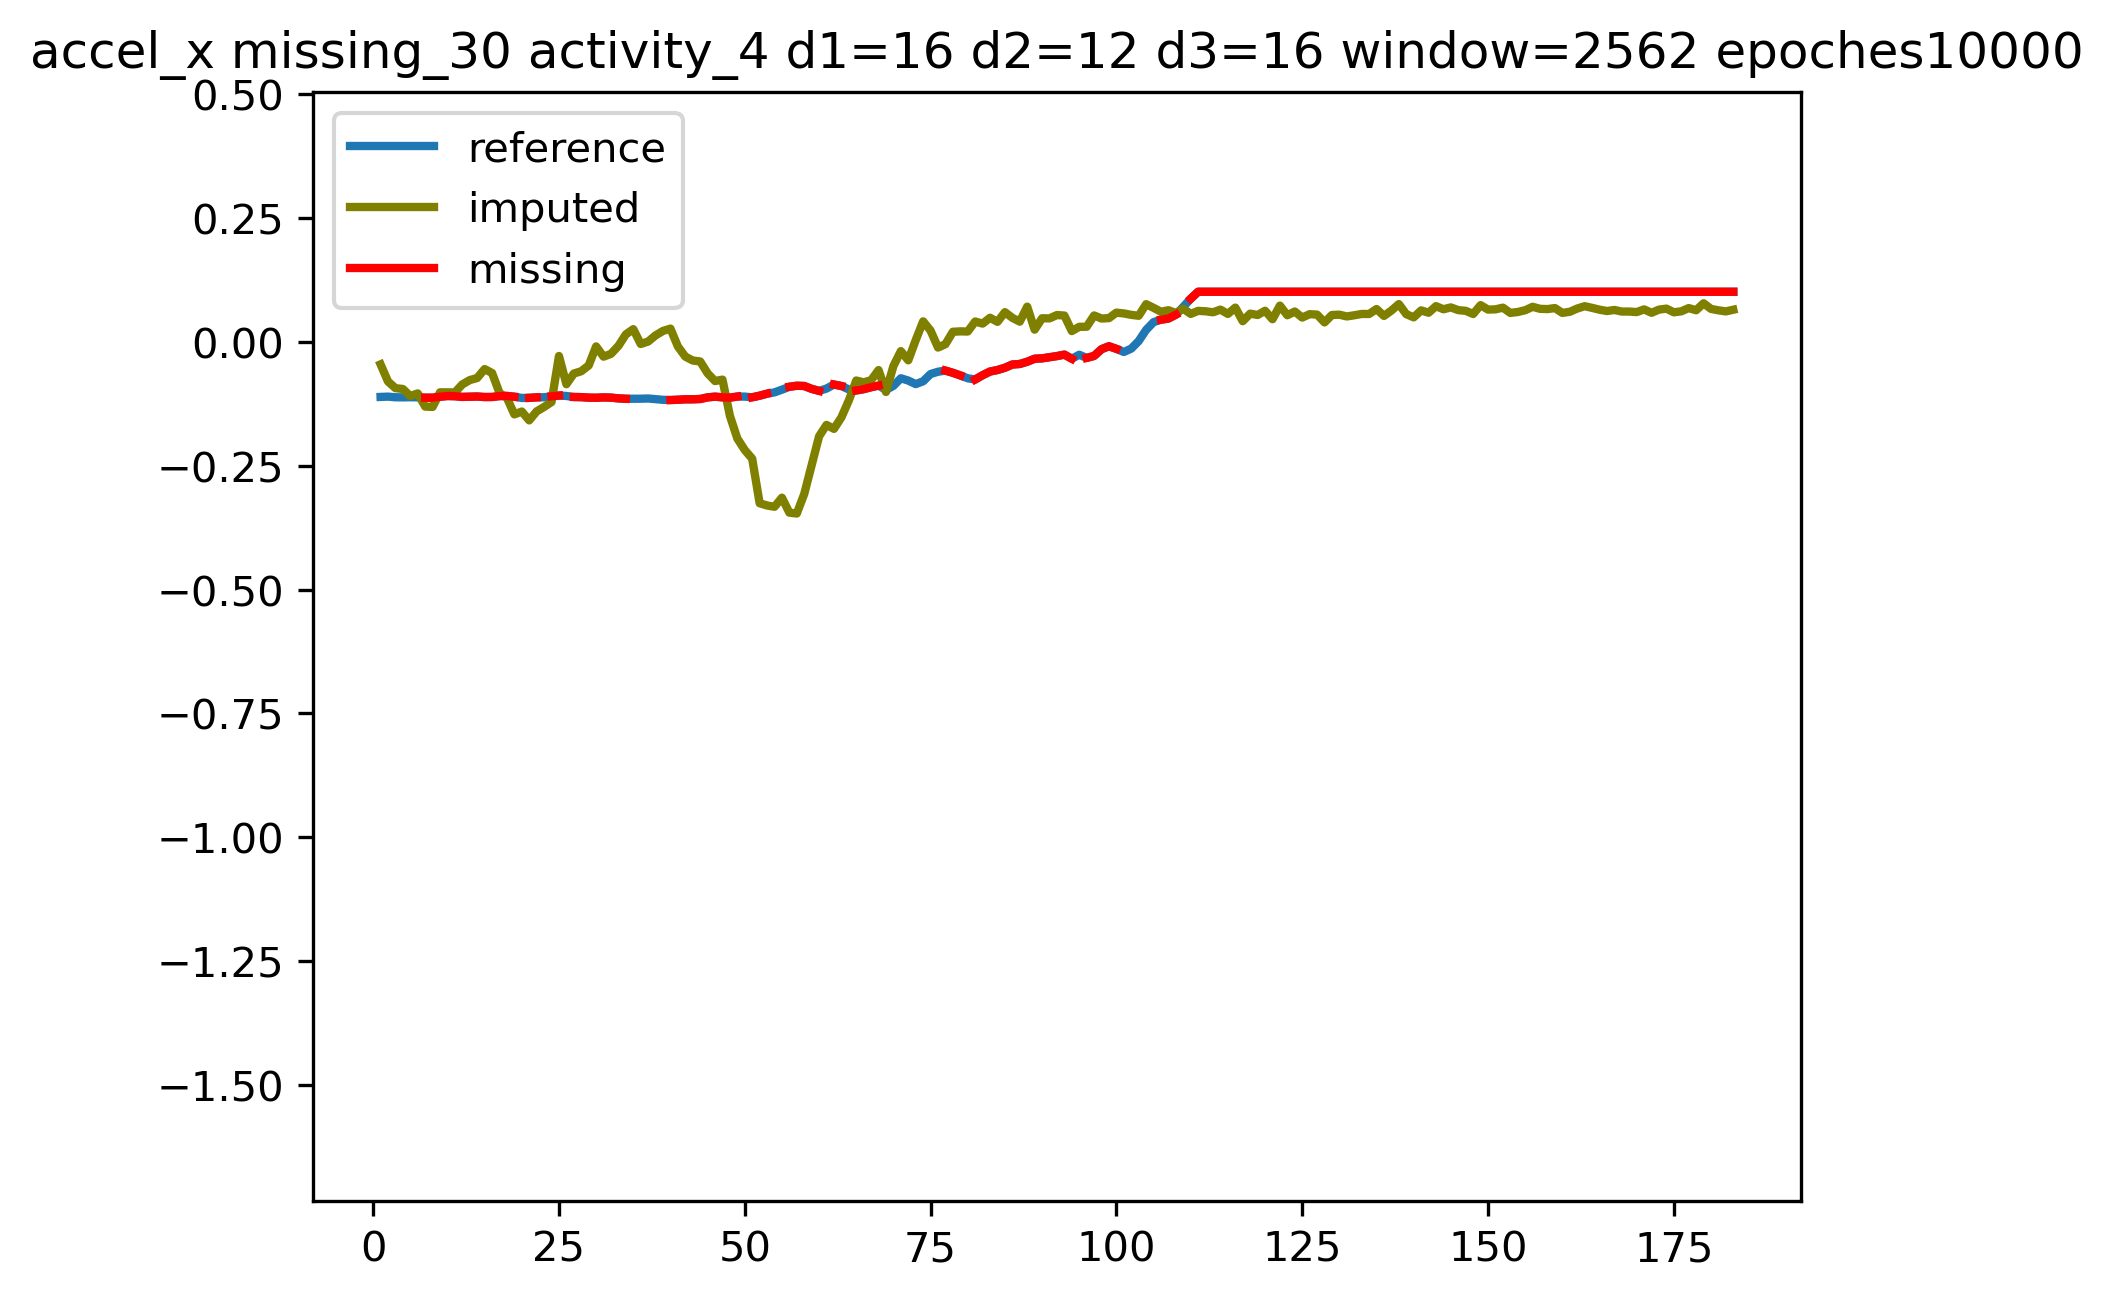 accel_x missing_30 activity_4 d1=16 d2=12 d3=16 window=2562 epoches10000
reference
imputed
missing
0.50
0.25
0.00
−0.25
−0.50
−0.75
−1.00
−1.25
−1.50
0 25 50 75 100 125 150 175